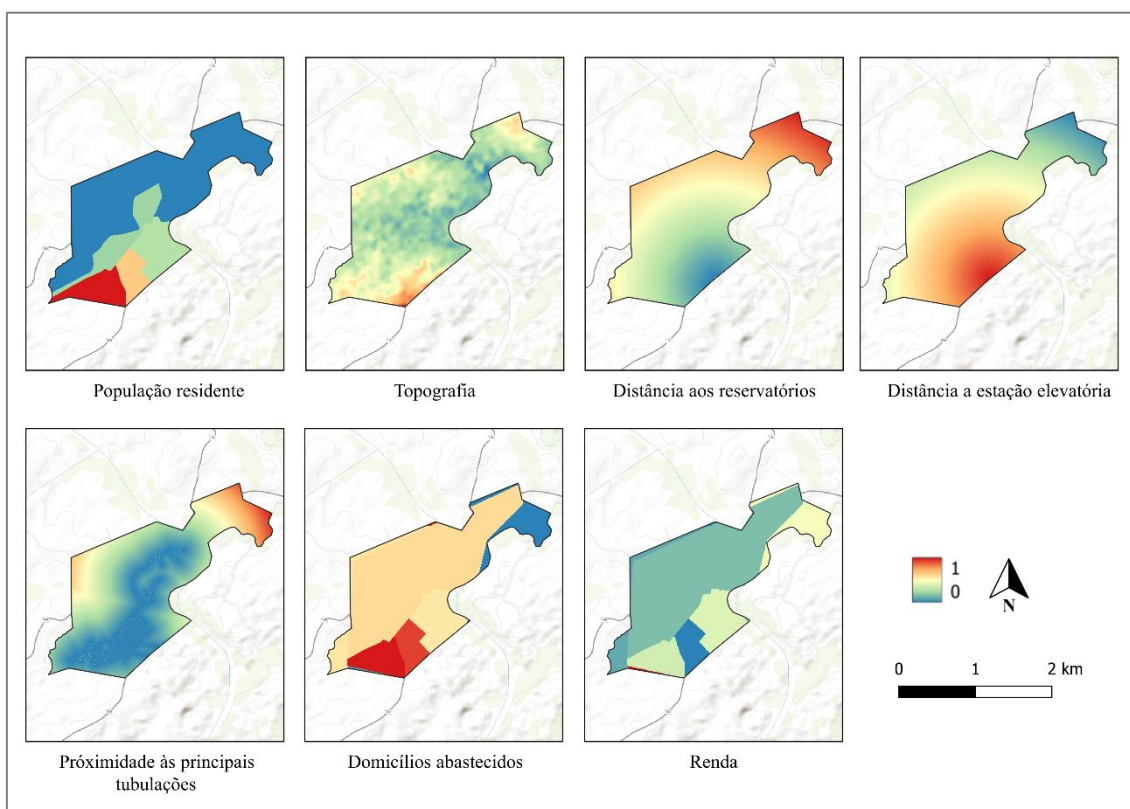 População residente
Topografia
Distância aos reservatórios
Distância a estação elevatória
Próximidade às principais
tubulações
Domicílios abastecidos
Renda
1
0
N
0 1 2 km